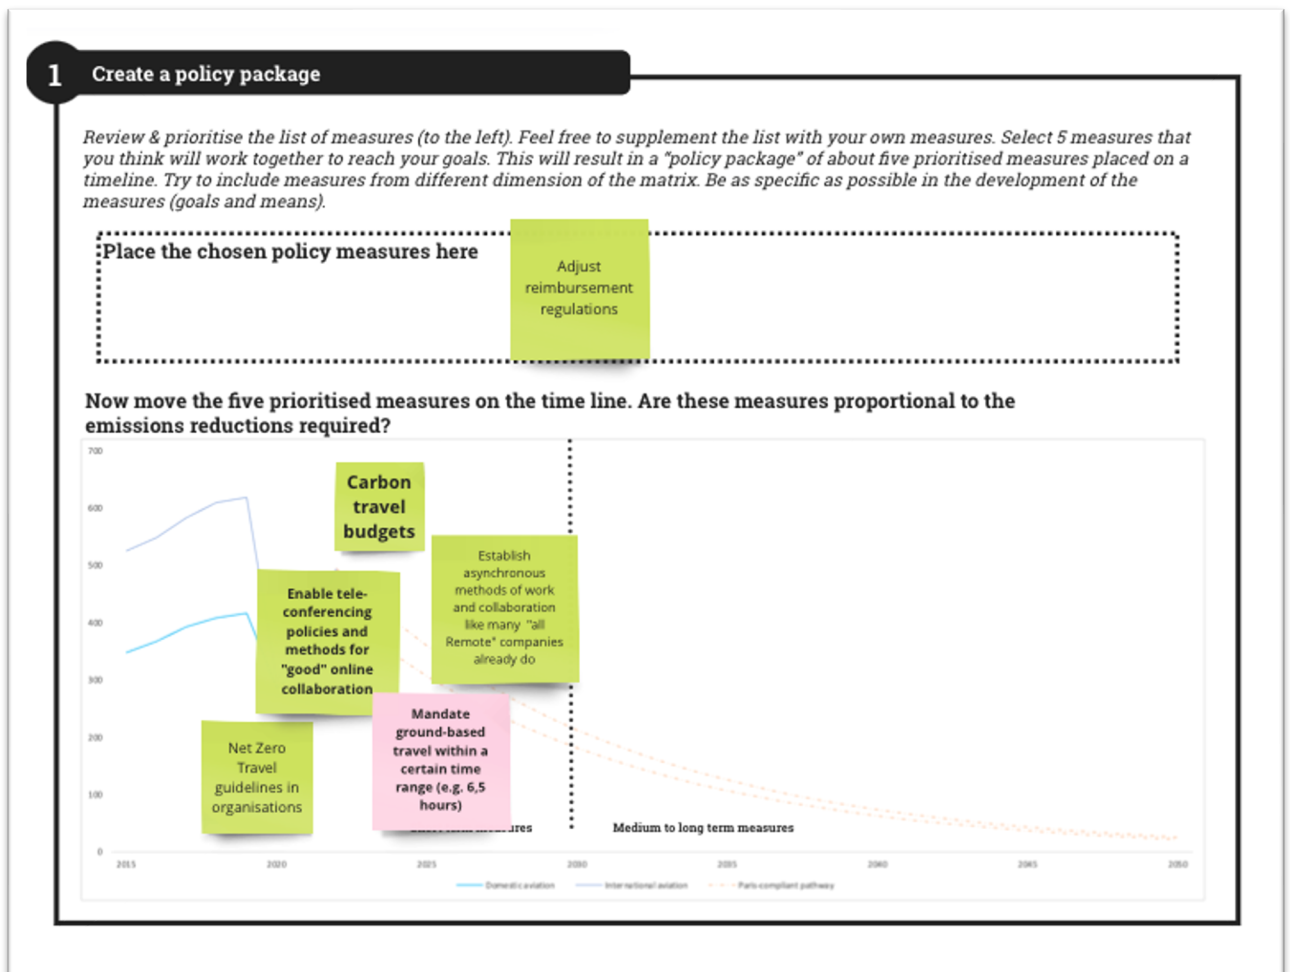 1
Create a policy package
Review & prioritise the list of measures (to the left). Feel free to supplement the list with your own measures. Select 5 measures that
you think will work together to reach your goals. This will result in a "policy package" of about five prioritised measures placed on a
timeline. Try to include measures from different dimension of the matrix. Be as specific as possible in the development of the
measures (goals and means).
Place the chosen policy measures here
Adjust
reimbursement
regulations
Now move the five prioritised measures on the time line. Are these measures proportional to the
emissions reductions required?
700
600
500
400
300
200
100
0
Carbon
travel
budgets
Establish
asynchronous
methods of work
and collaboration
like many "all
Remote" companies
already do
Enable tele-
conferencing
policies and
methods for
"good" online
collaboration
Mandate
ground-based
travel within a
certain time
range (e.g. 6,5
hours)
Net Zero
Travel
guidelines in
organisations
Medium to long term measures
2015
2020
2025
2030
2035
2040
2045
2050
Domestic aviation
International aviation
Paris-compliant pathway